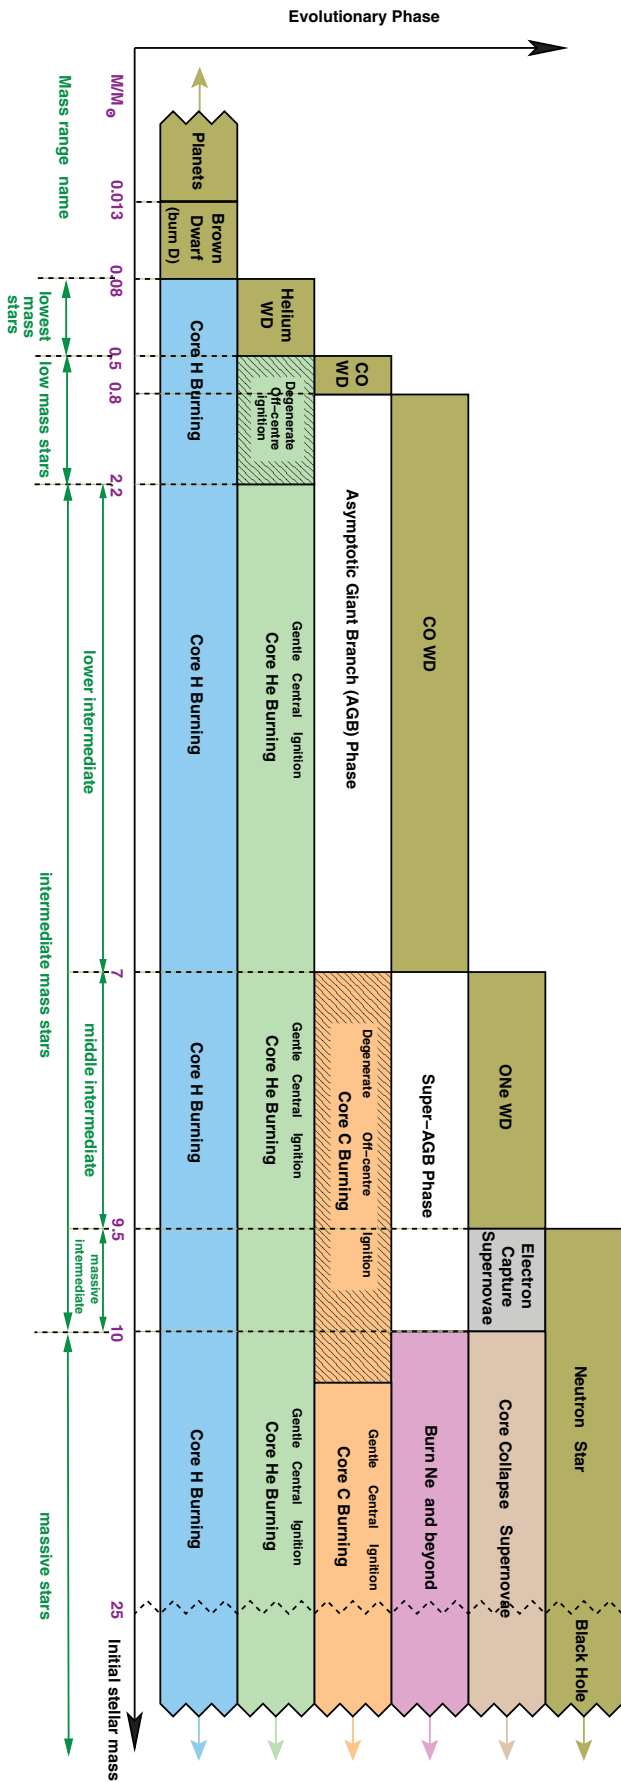 Evolutionary Phase
M/M⊙
Mass range name
Planets
0.013
Brown
Dwarf
(burn D)
0.08
lowest
mass
stars
Helium
WD
Core H Burning
0.5
CO
WD
0.8
low mass stars
Degenerate
Off−centre
ignition
2.2
Asymptotic Giant Branch (AGB) Phase
CO WD
Gentle Central Ignition
Core He Burning
Core H Burning
lower intermediate
intermediate mass stars
7
ONe WD
Super−AGB Phase
Degenerate Off−centre Ignition
Core C Burning
Gentle Central Ignition
Core He Burning
Core H Burning
middle intermediate
9.5
Electron
Capture
Supernovae
massive
intermediate
10
Neutron Star
Core Collapse Supernovae
Burn Ne and beyond
Gentle Central Ignition
Core C Burning
Gentle Central Ignition
Core He Burning
Core H Burning
massive stars
25
Black Hole
Initial stellar mass